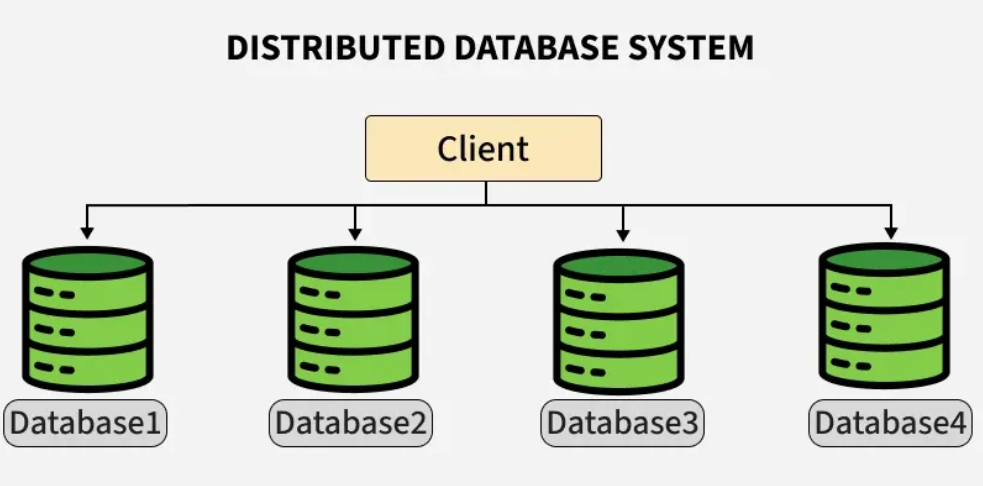 DISTRIBUTED DATABASE SYSTEM
Client
Database1
Database2
Database3
Database4